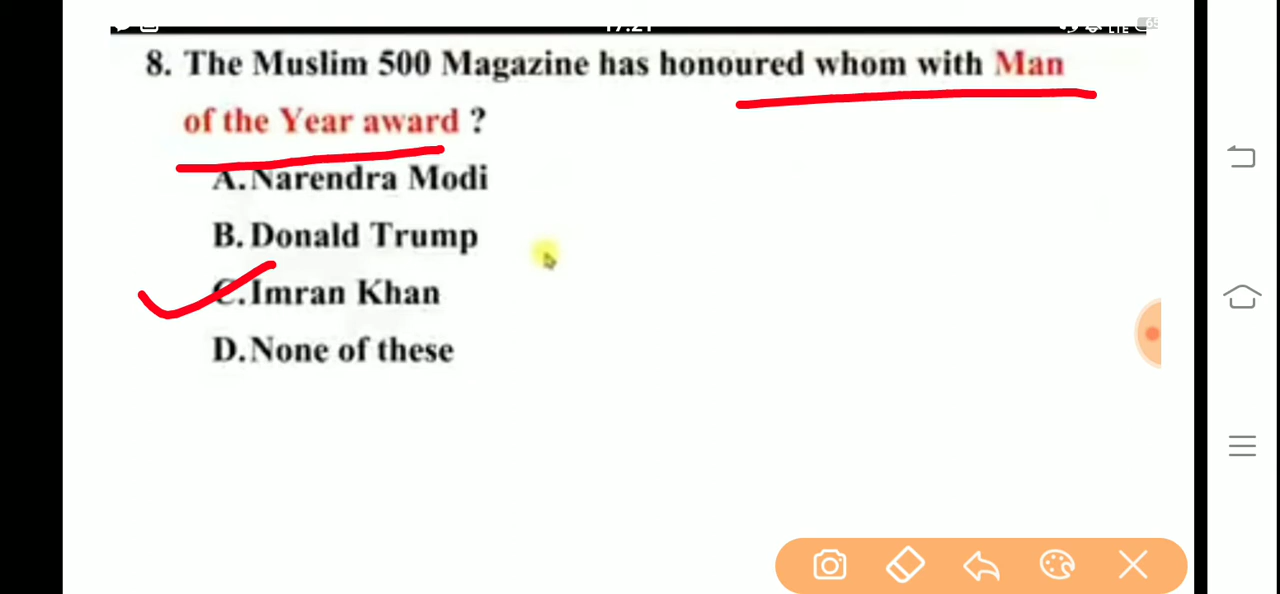 8. The Muslim 500 Magazine has honoured whom with Man
of the Year award ?
A.Narendra Modi
B. Donald Trump
C.Imran Khan
D.None of these